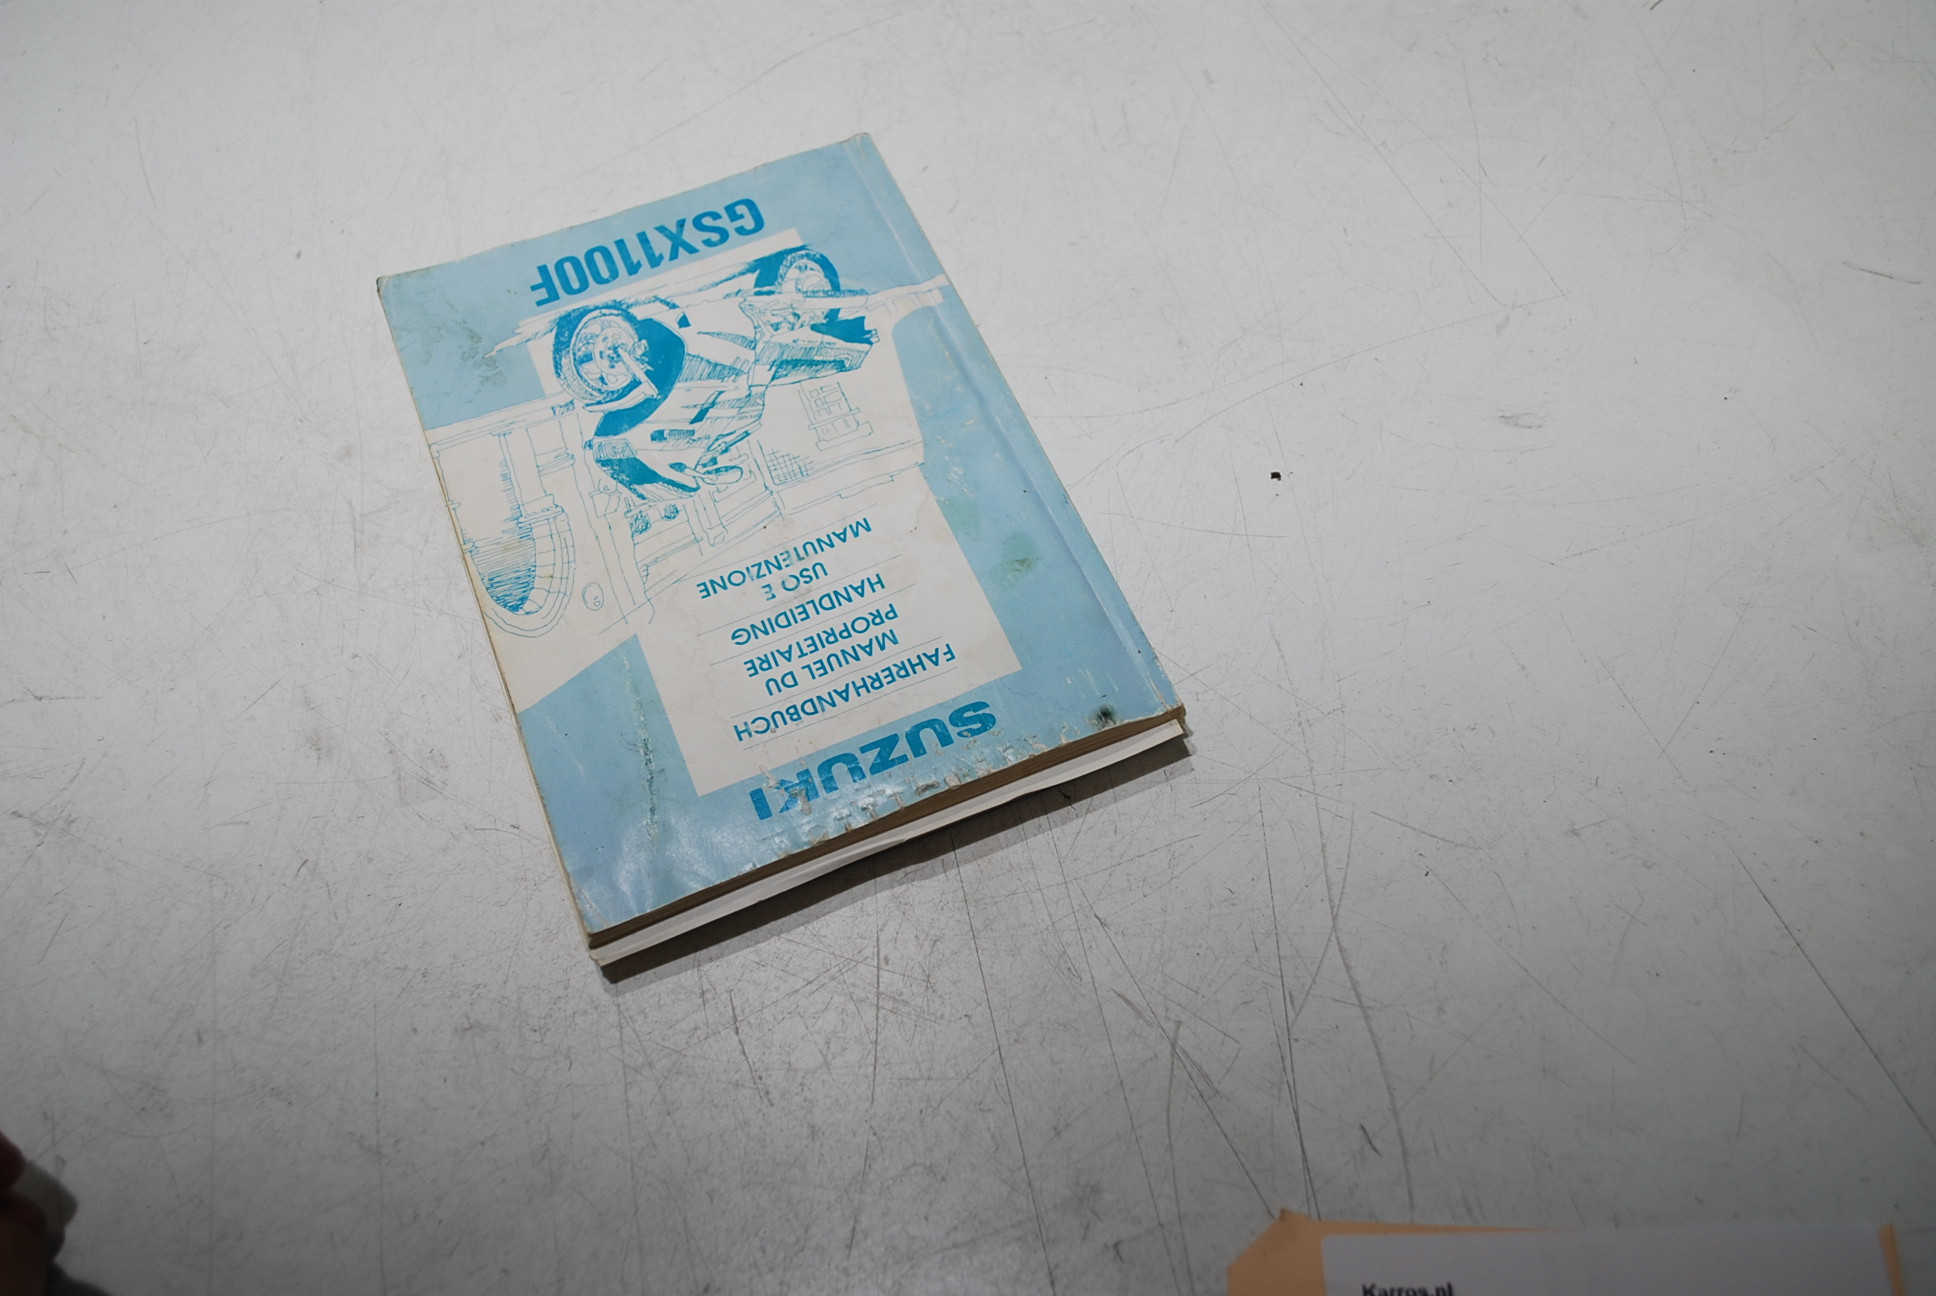 SUZUKI
FAHRERHANDBUCH
MANUEL DU
PROPRIETAIRE
HANDLEIDING
USO E
MANUTENZIONE
GSX1100F
Karros.nl